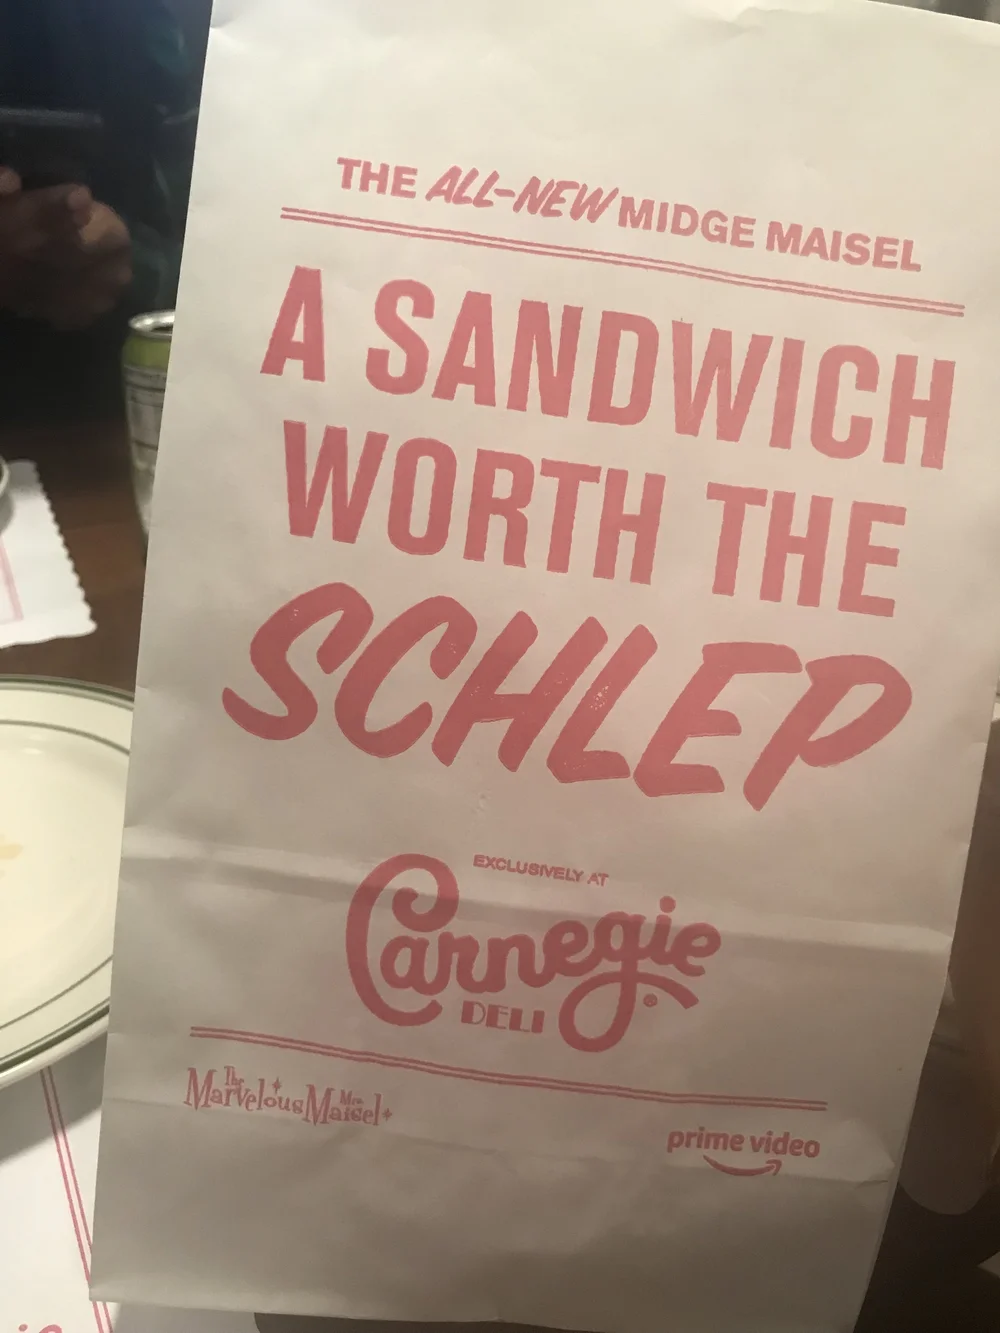 THE ALL-NEW MIDGE MAISEL
A SANDWICH
WORTH THE
SCHLEP
EXCLUSIVELY AT
Carnegie
DELI ®
The Marvelous Mrs. Maisel
prime video